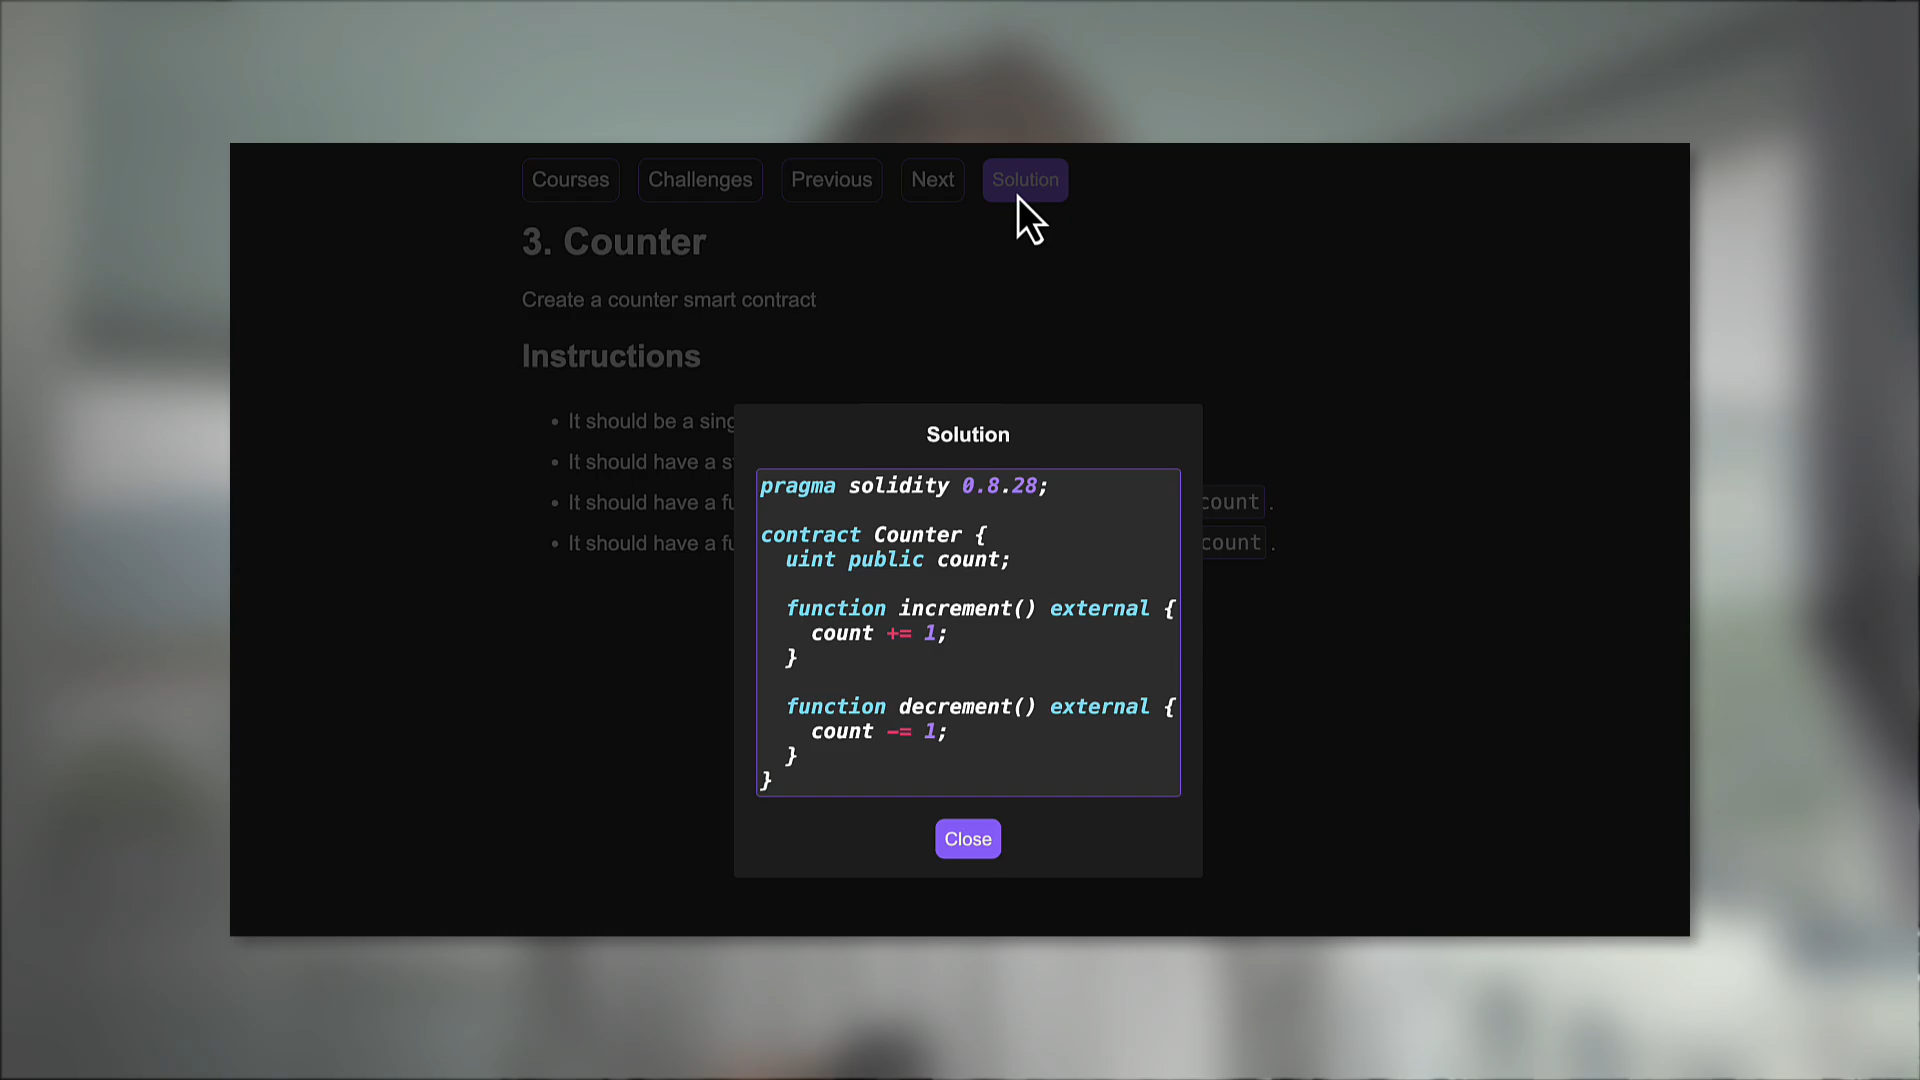 Courses Challenges Previous Next Solution
3. Counter
Create a counter smart contract
Instructions
• It should be a sing
• It should have a s
• It should have a fu count .
• It should have a fu count .
Solution
pragma solidity 0.8.28;
contract Counter {
uint public count;
function increment() external {
count += 1;
}
function decrement() external {
count -= 1;
}
}
Close